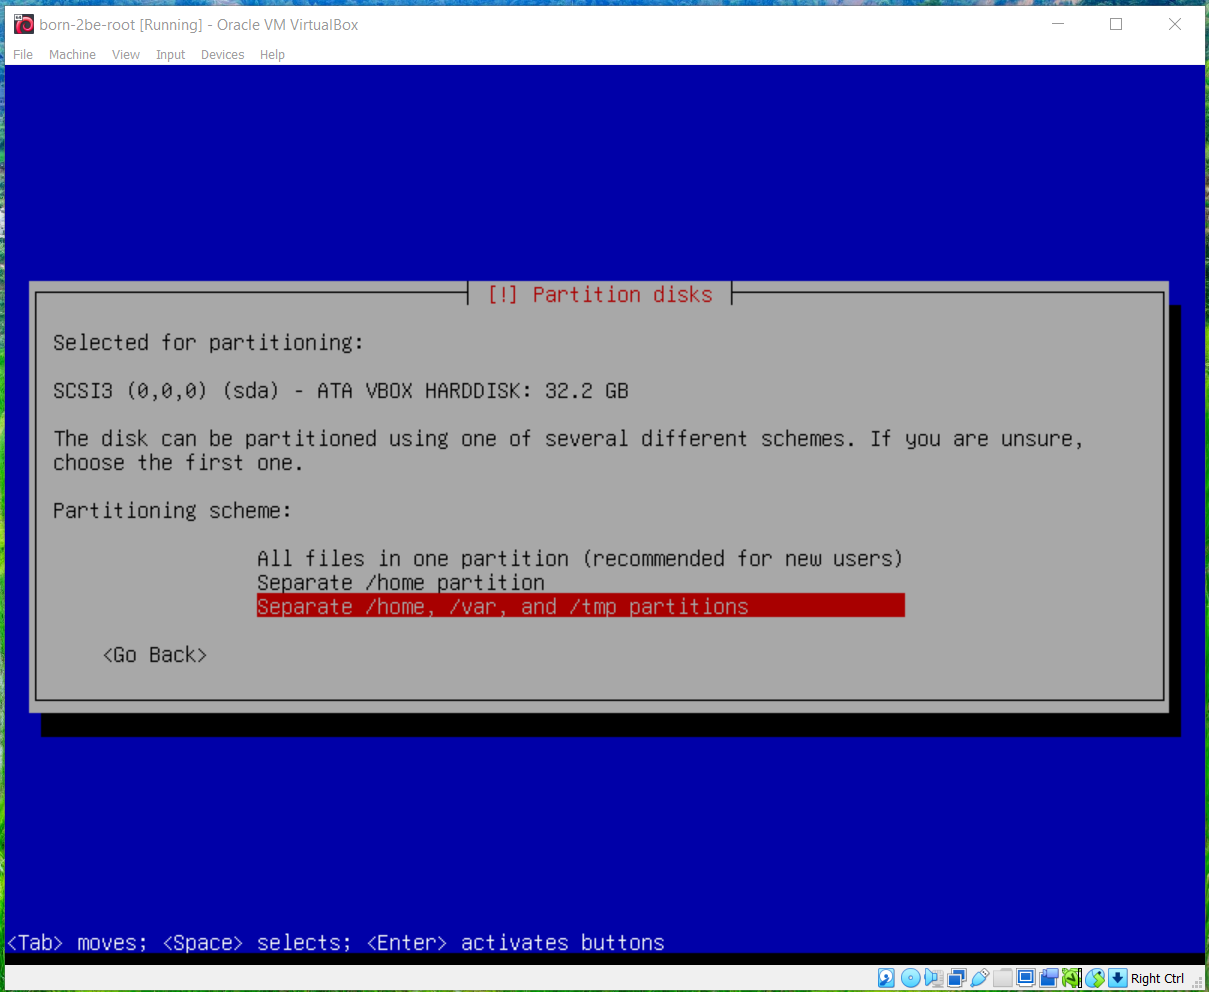 born-2be-root [Running] - Oracle VM VirtualBox
File Machine View Input Devices Help
[!] Partition disks
Selected for partitioning:
SCSI3 (0,0,0) (sda) - ATA VBOX HARDDISK: 32.2 GB
The disk can be partitioned using one of several different schemes. If you are unsure,
choose the first one.
Partitioning scheme:
All files in one partition (recommended for new users)
Separate /home partition
Separate /home, /var, and /tmp partitions
<Go Back>
<Tab> moves; <Space> selects; <Enter> activates buttons
Right Ctrl